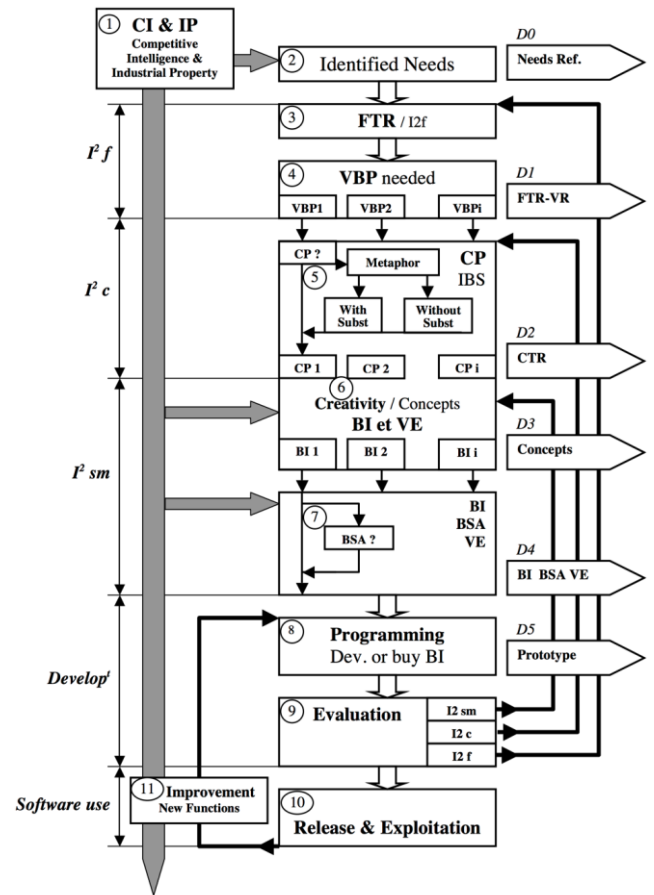 1
CI & IP
Competitive
Intelligence &
Industrial Property
2
Identified Needs
D0
Needs Ref.
3
FTR / I2f
I² f
4
VBP needed
VBP1
VBP2
VBPi
D1
FTR-VR
CP ?
5
Metaphor
CP
IBS
With
Subst
Without
Subst
I² c
D2
CTR
CP 1
CP 2
CP i
6
Creativity / Concepts
BI et VE
D3
Concepts
BI 1
BI 2
BI i
I² sm
7
BSA ?
BI
BSA
VE
D4
BI BSA VE
8
Programming
Dev. or buy BI
D5
Prototype
Developᵗ
9
Evaluation
I2 sm
I2 c
I2 f
11
Improvement
New Functions
Software use
10
Release & Exploitation